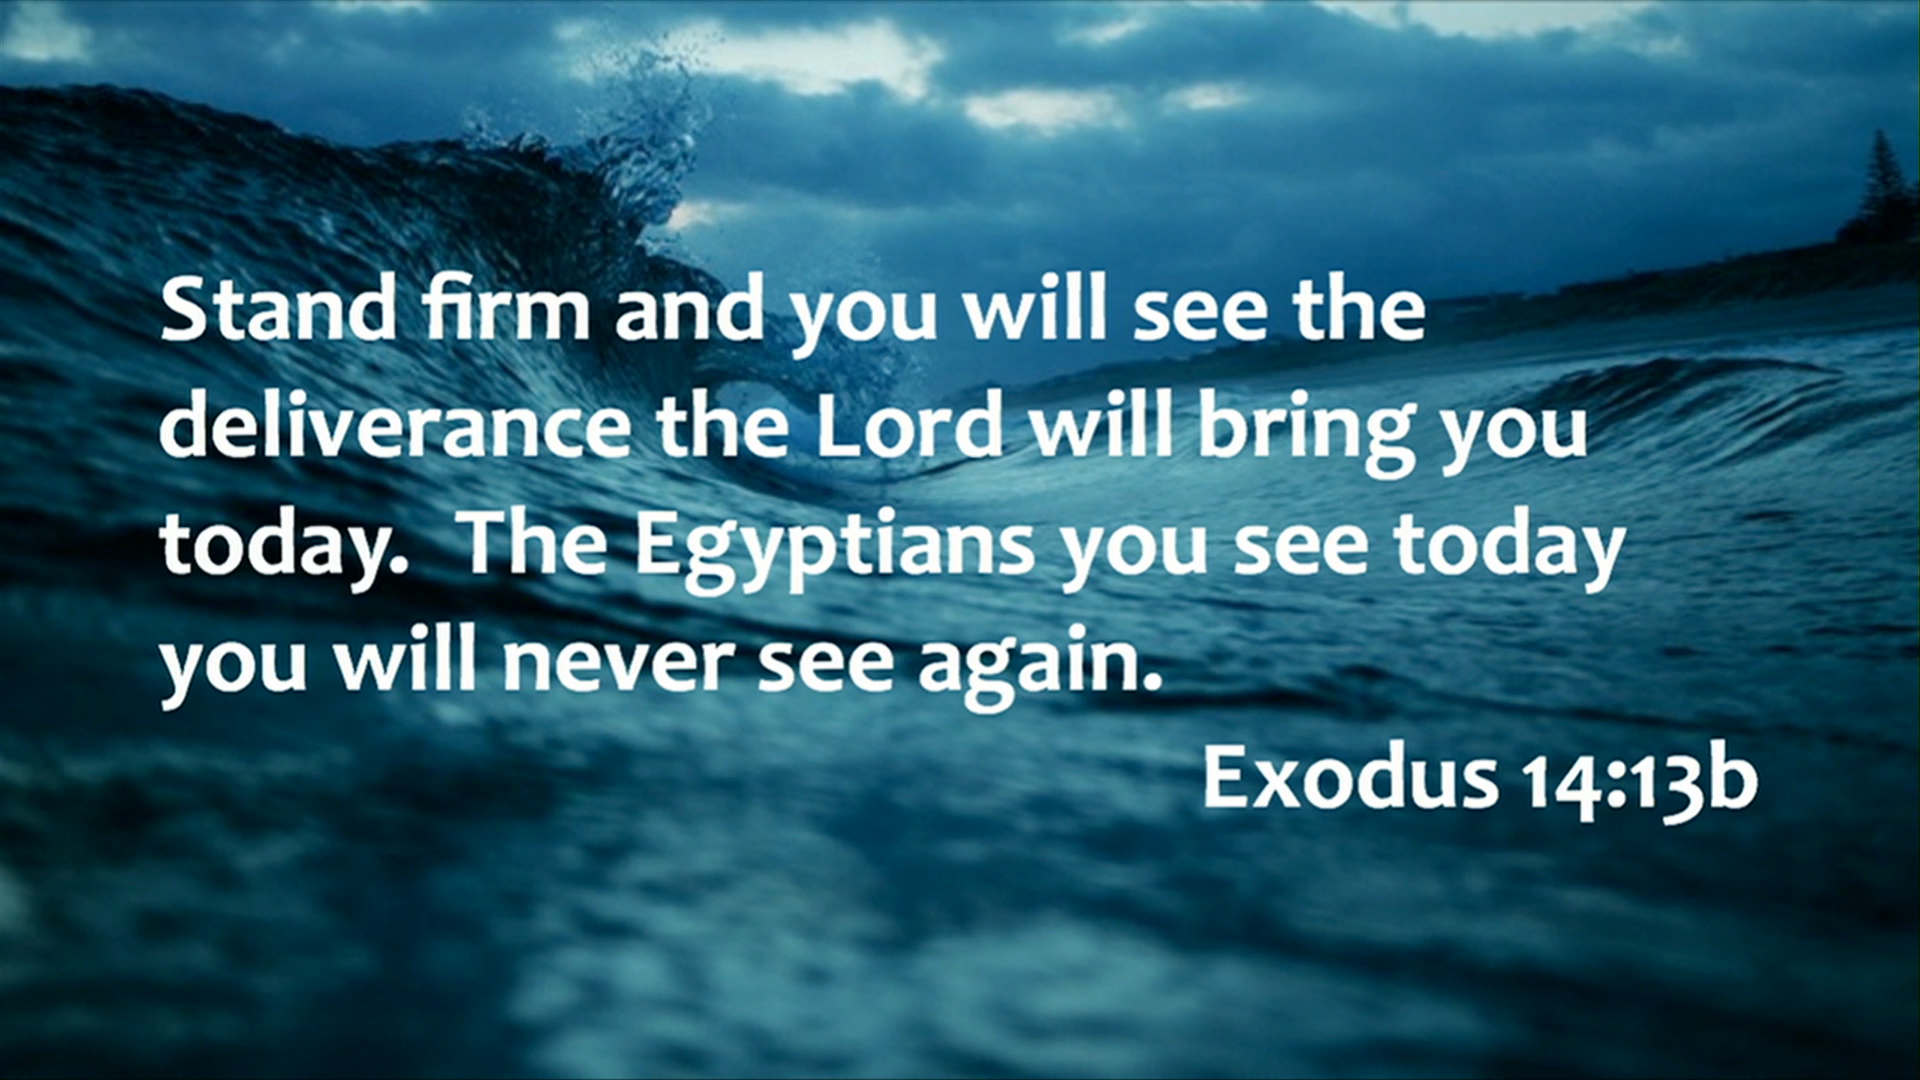 Stand firm and you will see the
deliverance the Lord will bring you
today.  The Egyptians you see today
you will never see again.
Exodus 14:13b